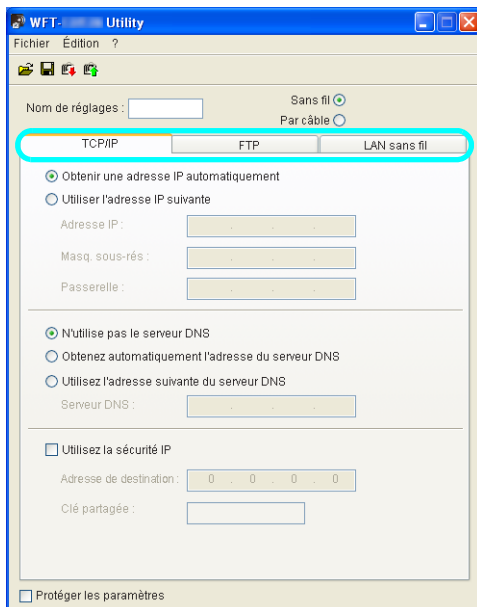 WFT- Utility
Fichier Édition ?
Nom de réglages :
Sans fil
Par câble
TCP/IP FTP LAN sans fil
Obtenir une adresse IP automatiquement
Utiliser l'adresse IP suivante
Adresse IP : . . .
Masq. sous-rés : . . .
Passerelle : . . .
N'utilise pas le serveur DNS
Obtenez automatiquement l'adresse du serveur DNS
Utilisez l'adresse suivante du serveur DNS
Serveur DNS : . . .
Utilisez la sécurité IP
Adresse de destination : 0 . 0 . 0 . 0
Clé partagée :
Protéger les paramètres